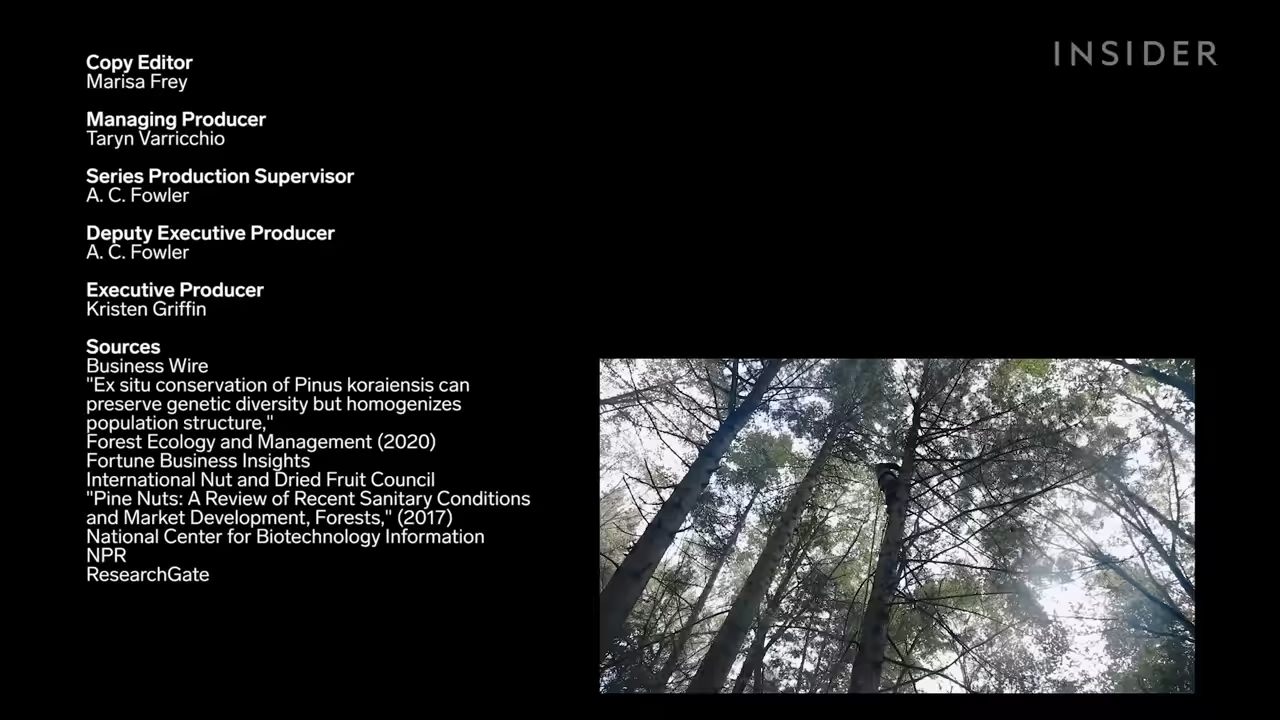 INSIDER
Copy Editor
Marisa Frey
Managing Producer
Taryn Varricchio
Series Production Supervisor
A. C. Fowler
Deputy Executive Producer
A. C. Fowler
Executive Producer
Kristen Griffin
Sources
Business Wire
"Ex situ conservation of Pinus koraiensis can
preserve genetic diversity but homogenizes
population structure,"
Forest Ecology and Management (2020)
Fortune Business Insights
International Nut and Dried Fruit Council
"Pine Nuts: A Review of Recent Sanitary Conditions
and Market Development, Forests," (2017)
National Center for Biotechnology Information
NPR
ResearchGate